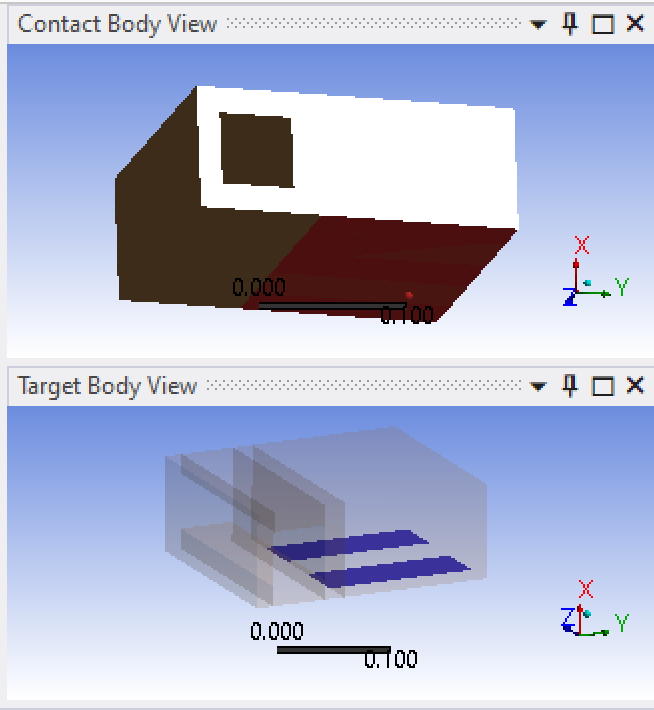 Contact Body View
X
0.000
Y
0.100
Z
Target Body View
X
Z
Y
0.000
0.100